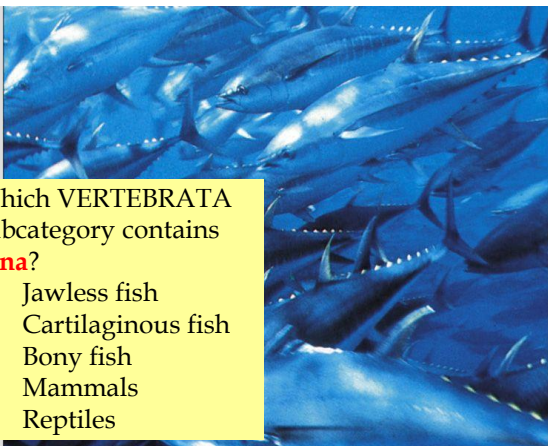 hich VERTEBRATA
bcategory contains
na?
Jawless fish
Cartilaginous fish
Bony fish
Mammals
Reptiles